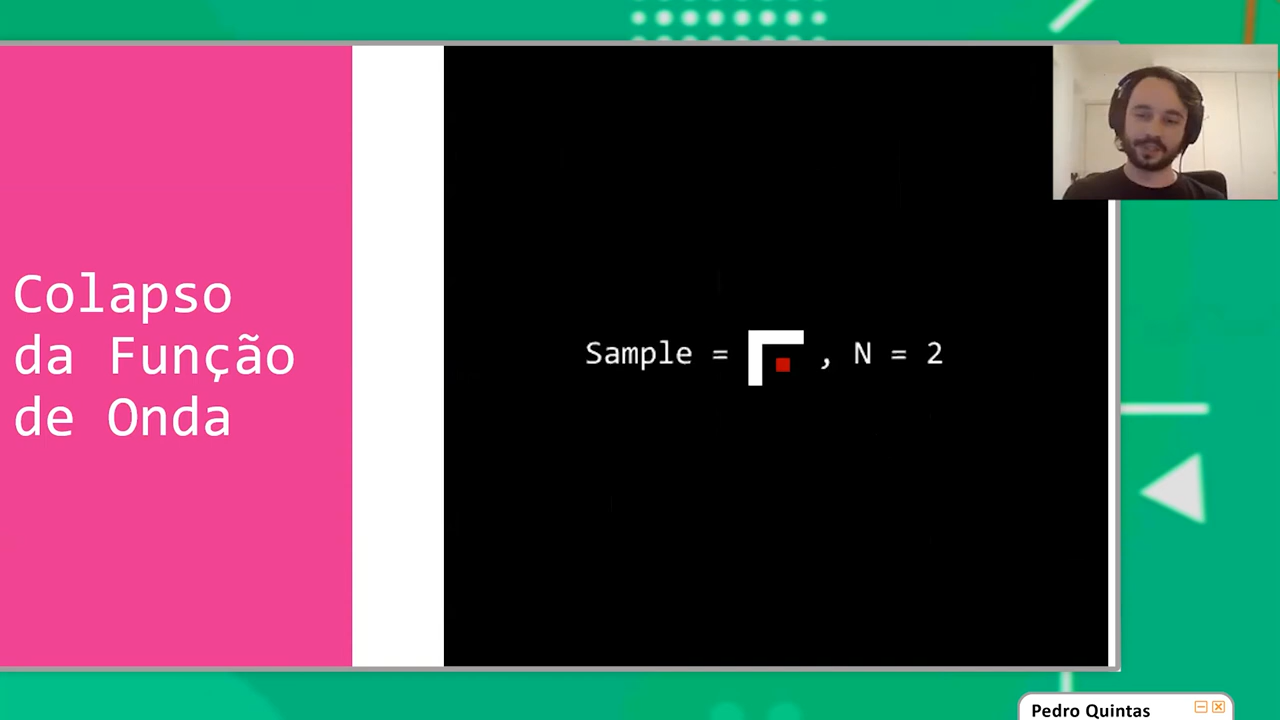 Colapso
da Função
de Onda
Sample = , N = 2
Pedro Quintas